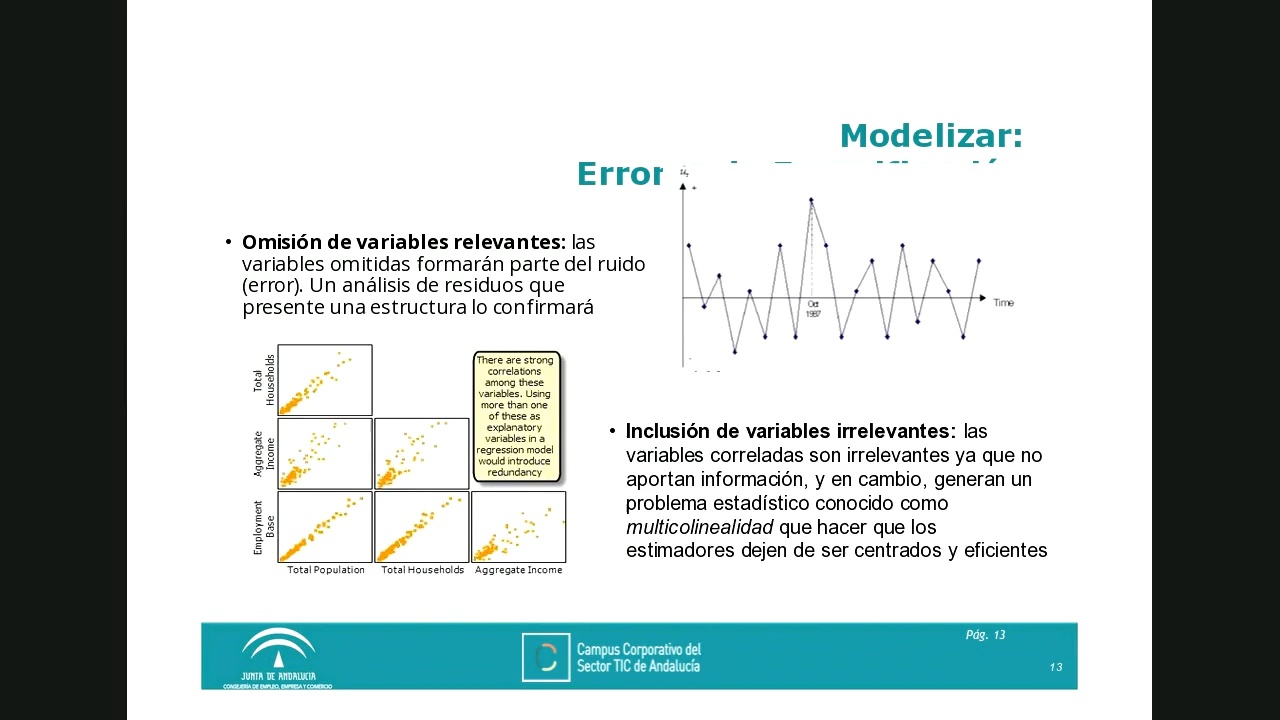 Modelizar:
Error
• Omisión de variables relevantes: las
variables omitidas formarán parte del ruido
(error). Un análisis de residuos que
presente una estructura lo confirmará
+
Time
Oct
1987
Total
Households
Aggregate
Income
Employment
Base
Total Population
Total Households
Aggregate Income
There are strong
correlations
among these
variables. Using
more than one
of these as
explanatory
variables in a
regression model
would introduce
redundancy
• Inclusión de variables irrelevantes: las
variables correladas son irrelevantes ya que no
aportan información, y en cambio, generan un
problema estadístico conocido como
multicolinealidad que hacer que los
estimadores dejen de ser centrados y eficientes
JUNTA DE ANDALUCIA
CONSEJERÍA DE EMPLEO, EMPRESA Y COMERCIO
Campus Corporativo del
Sector TIC de Andalucía
Pág. 13
13